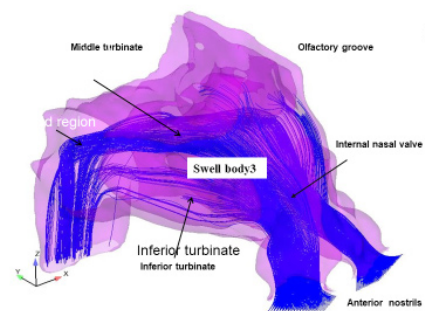 Middle turbinate
Olfactory groove
d region
Internal nasal valve
Swell body3
Inferior turbinate
Inferior turbinate
Anterior nostrils
Z
Y
X